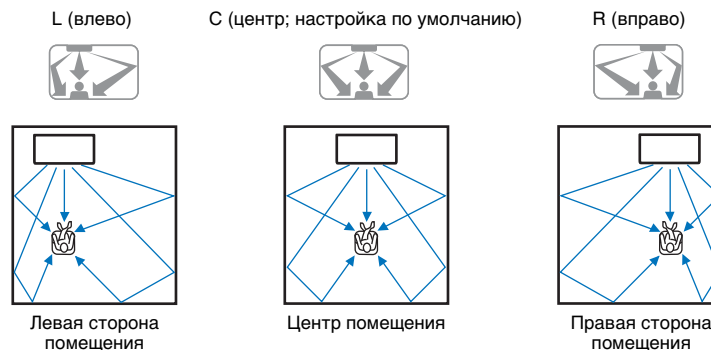 L (влево)
C (центр; настройка по умолчанию)
R (вправо)
Левая сторона
помещения
Центр помещения
Правая сторона
помещения